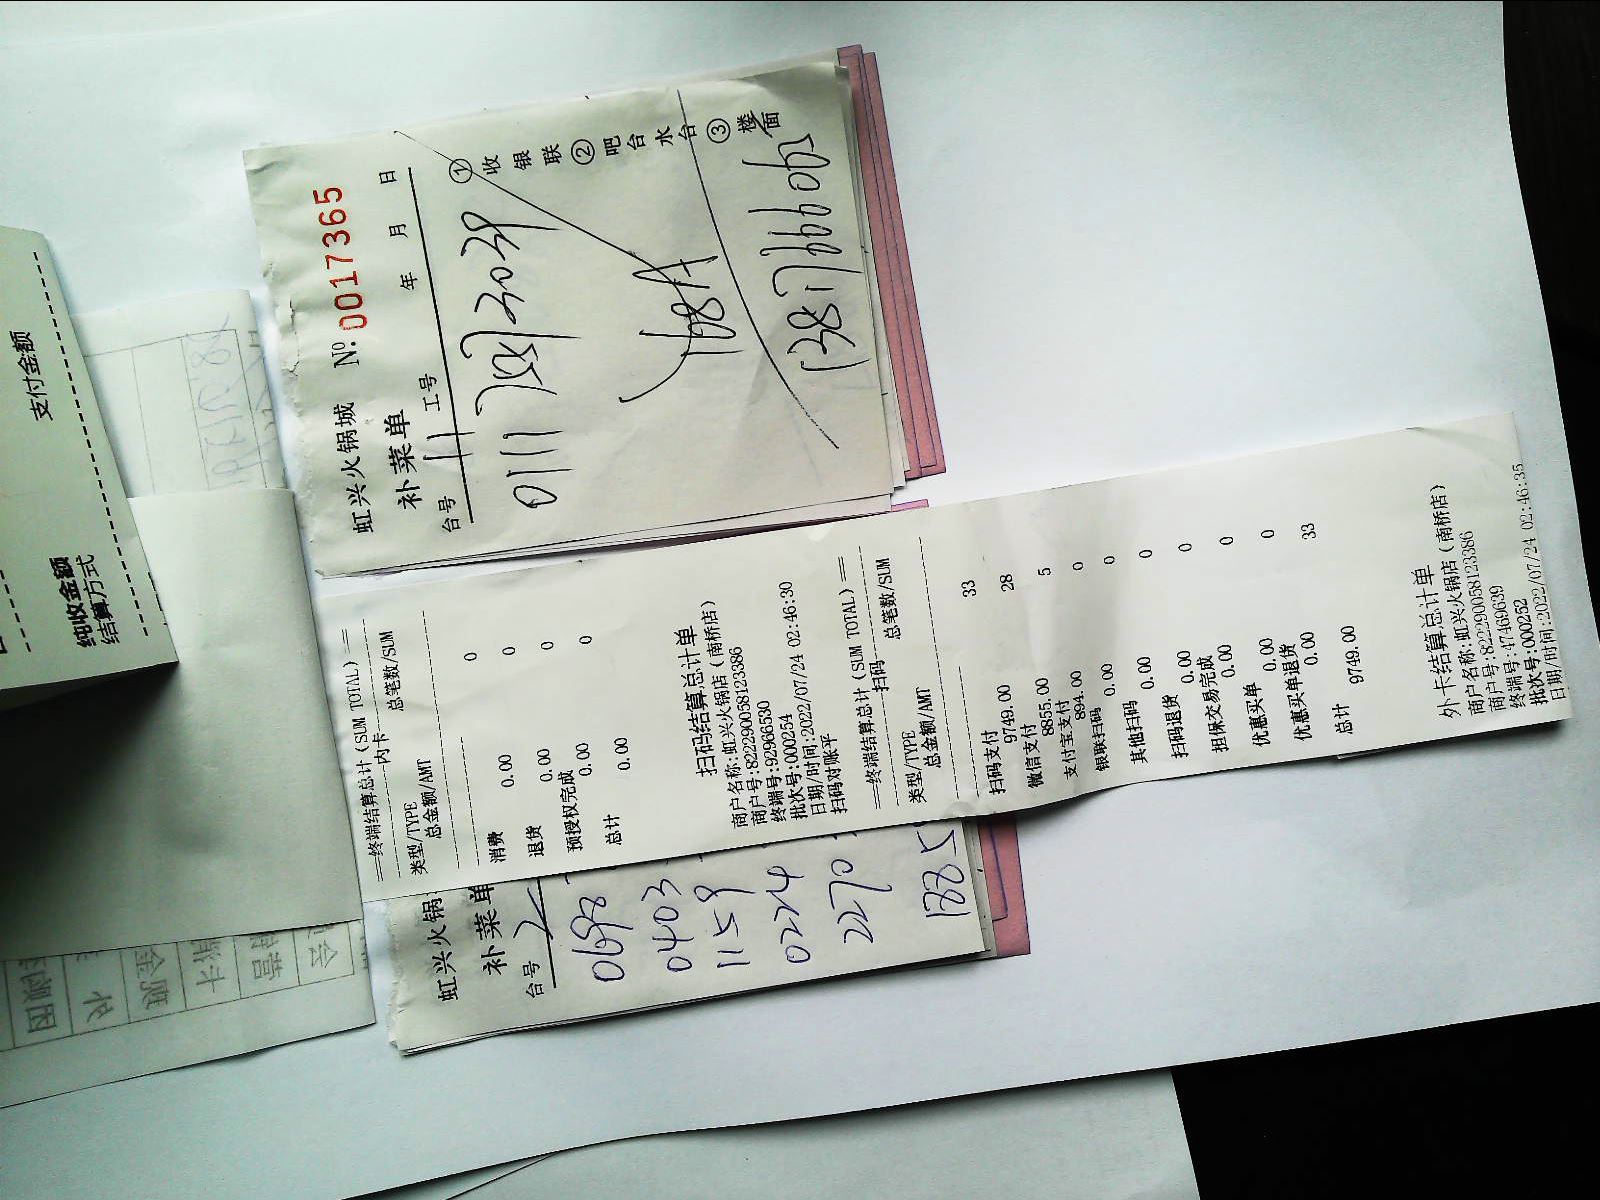 支付金额
纯收金额
结算方式
虹兴火锅城 №:0017365
补菜单
台号 11 工号 年 月 日
①收银联②吧台水台③楼面
168A
虹兴火锅
补菜单
台号 2
0698
0403
1159
0224
2270
1885
==终端结算总计(SUM TOTAL)==
内卡
类型/TYPE 总笔数/SUM
总金额/AMT
消费 0
0.00
退货 0
0.00
预授权完成 0
0.00
总计 0
0.00
扫码结算总计单
商户名称:虹兴火锅店(南桥店)
商户号:822290058123386
终端号:92966530
批次号:000254
日期/时间:2022/07/24 02:46:30
扫码对账平
==终端结算总计(SUM TOTAL)==
扫码
类型/TYPE 总笔数/SUM
总金额/AMT
扫码支付 33
9749.00
微信支付 28
8855.00
支付宝支付 5
894.00
银联扫码 0
0.00
其他扫码 0
0.00
扫码退货 0
0.00
担保交易完成 0
0.00
优惠买单 0
0.00
优惠买单退货 0
0.00
总计 33
9749.00
外卡结算总计单
商户名称:虹兴火锅店(南桥店)
商户号:822290058123386
终端号:47469639
批次号:000252
日期/时间:2022/07/24 02:46:35